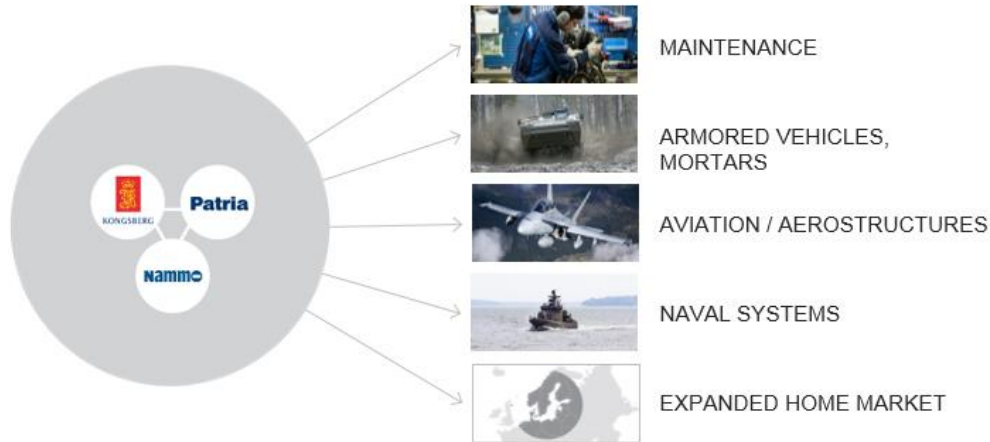 MAINTENANCE
ARMORED VEHICLES,
MORTARS
KONGSBERG
Patria
AVIATION / AEROSTRUCTURES
Nammo
NAVAL SYSTEMS
EXPANDED HOME MARKET